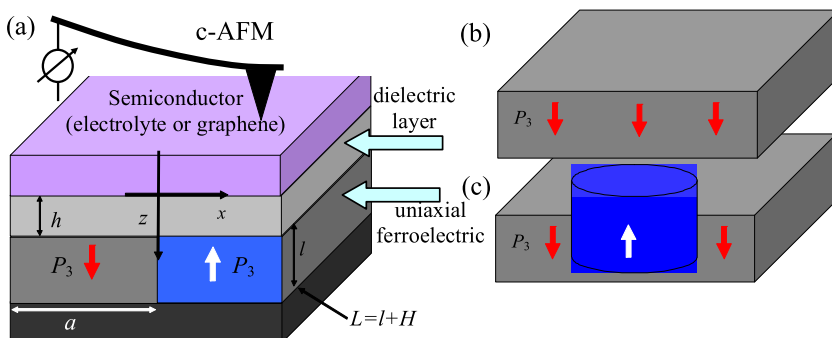 (a)
c-AFM
Semiconductor
(electrolyte or graphene)
dielectric
layer
h
z
x
uniaxial
ferroelectric
P3
P3
l
a
L=l+H
(b)
P3
(c)
P3